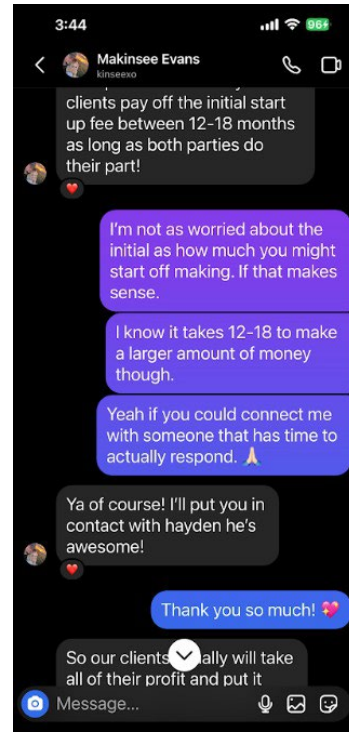 3:44
96
Makinsee Evans
kinseexo
clients pay off the initial start
up fee between 12-18 months
as long as both parties do
their part!
I'm not as worried about the
initial as how much you might
start off making. If that makes
sense.
I know it takes 12-18 to make
a larger amount of money
though.
Yeah if you could connect me
with someone that has time to
actually respond. 🙏🏻
Ya of course! I'll put you in
contact with hayden he's
awesome!
Thank you so much! 💖
So our clients will take
all of their profit and put it
Message...